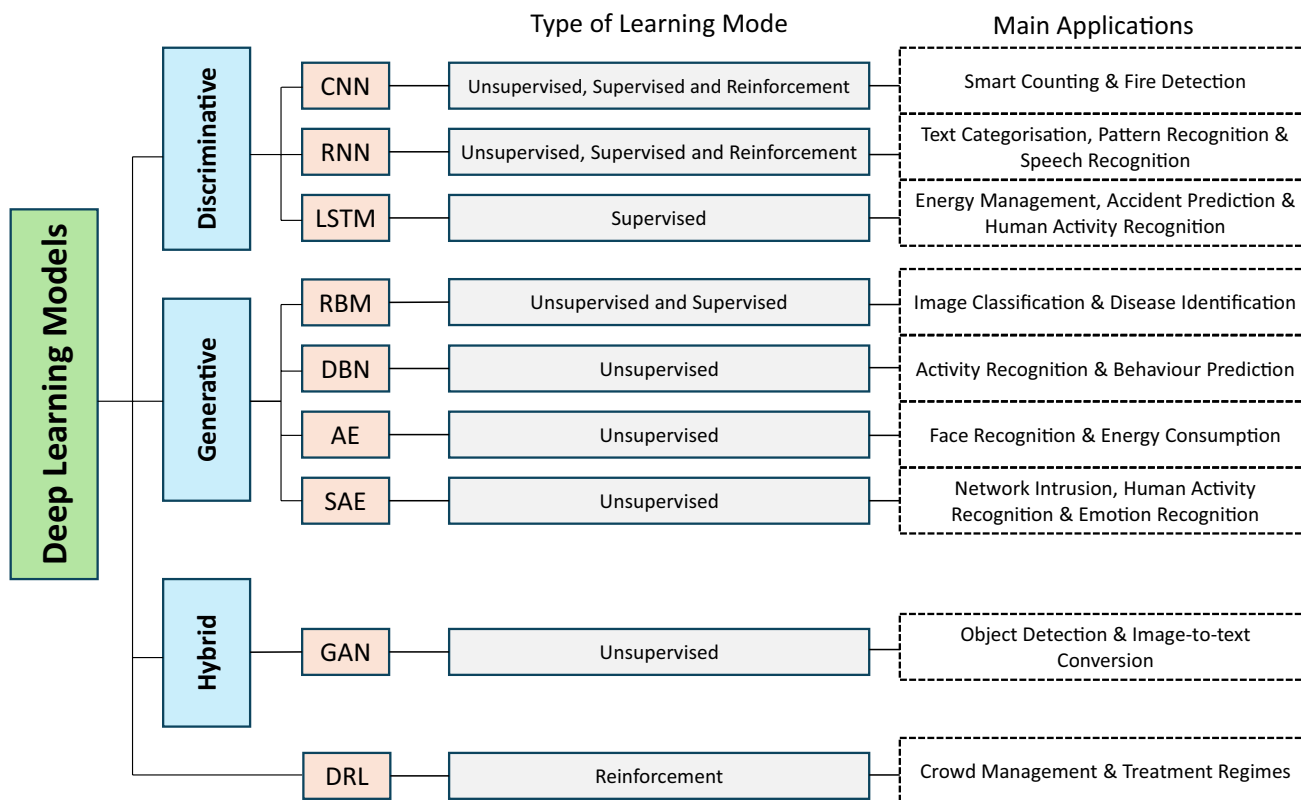 Type of Learning Mode
Main Applications
Deep Learning Models
Discriminative
CNN
Unsupervised, Supervised and Reinforcement
Smart Counting & Fire Detection
RNN
Unsupervised, Supervised and Reinforcement
Text Categorisation, Pattern Recognition &
Speech Recognition
LSTM
Supervised
Energy Management, Accident Prediction &
Human Activity Recognition
Generative
RBM
Unsupervised and Supervised
Image Classification & Disease Identification
DBN
Unsupervised
Activity Recognition & Behaviour Prediction
AE
Unsupervised
Face Recognition & Energy Consumption
SAE
Unsupervised
Network Intrusion, Human Activity
Recognition & Emotion Recognition
Hybrid
GAN
Unsupervised
Object Detection & Image-to-text
Conversion
DRL
Reinforcement
Crowd Management & Treatment Regimes